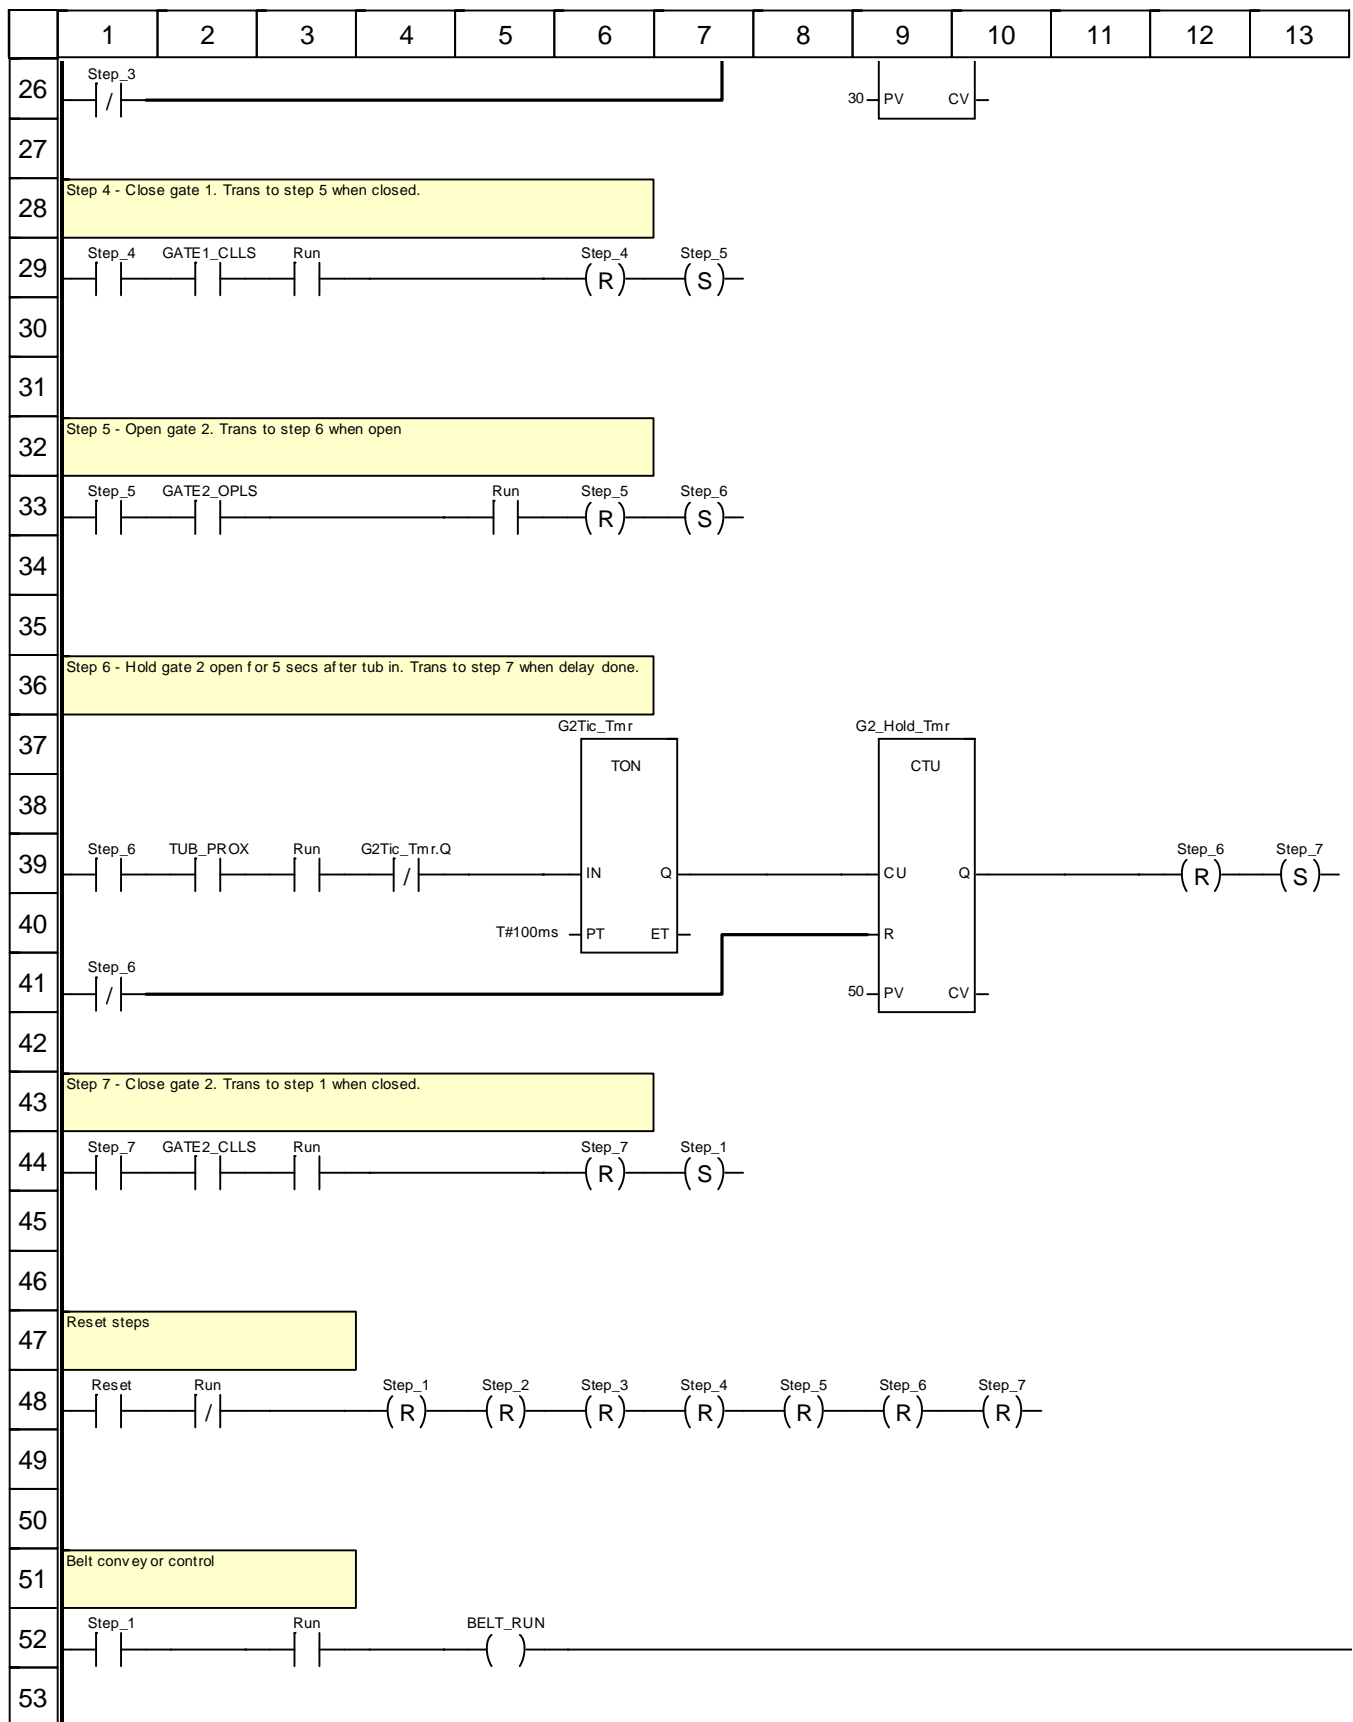 1 2 3 4 5 6 7 8 9 10 11 12 13
Step_3
26 / 30 PV CV
27
Step 4 - Close gate 1. Trans to step 5 when closed.
28
Step_4 GATE1_CLLS Run Step_4 Step_5
29 R S
30
31
Step 5 - Open gate 2. Trans to step 6 when open
32
Step_5 GATE2_OPLS Run Step_5 Step_6
33 R S
34
35
Step 6 - Hold gate 2 open for 5 secs after tub in. Trans to step 7 when delay done.
36
G2Tic_Tmr G2_Hold_Tmr
37
TON CTU
38
Step_6 TUB_PROX Run G2Tic_Tmr.Q Step_6 Step_7
39 / IN Q CU Q R S
40 T#100ms PT ET R
Step_6
41 / 50 PV CV
42
Step 7 - Close gate 2. Trans to step 1 when closed.
43
Step_7 GATE2_CLLS Run Step_7 Step_1
44 R S
45
46
Reset steps
47
Reset Run Step_1 Step_2 Step_3 Step_4 Step_5 Step_6 Step_7
48 / R R R R R R R
49
50
Belt conveyor control
51
Step_1 Run BELT_RUN
52
53